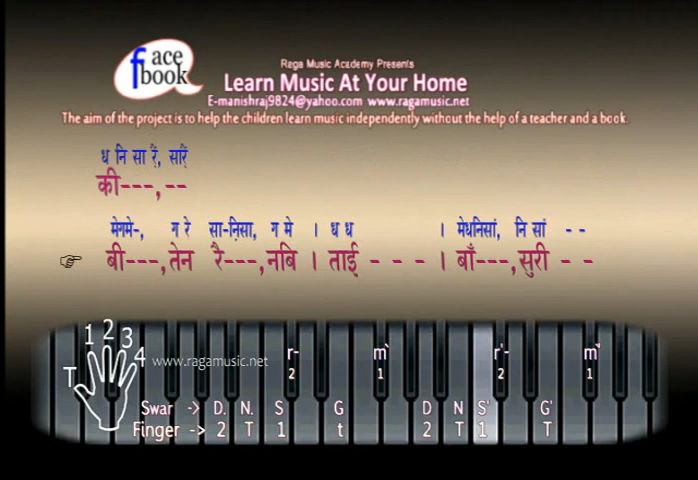 face
book
Raga Music Academy Presents
Learn Music At Your Home
E-manishraj9824@yahoo.com www.ragamusic.net
The aim of the project is to help the children learn music independently without the help of a teacher and a book.
ध नि सा रें, सारें
की---,--
मेगमे-, ग रे सा-ऩिसा, ग मे । ध ध । मेधनिसां, नि सां - -
बी---,तेन रै---,नबि । ताई - - - । बाँ---,सुरी - -
1 2 3 4
T
www.ragamusic.net
r- m` r'- m'
2 1 2 1
Swar -> D. N. S G D N S' G'
Finger -> 2 T 1 t 2 T 1 T